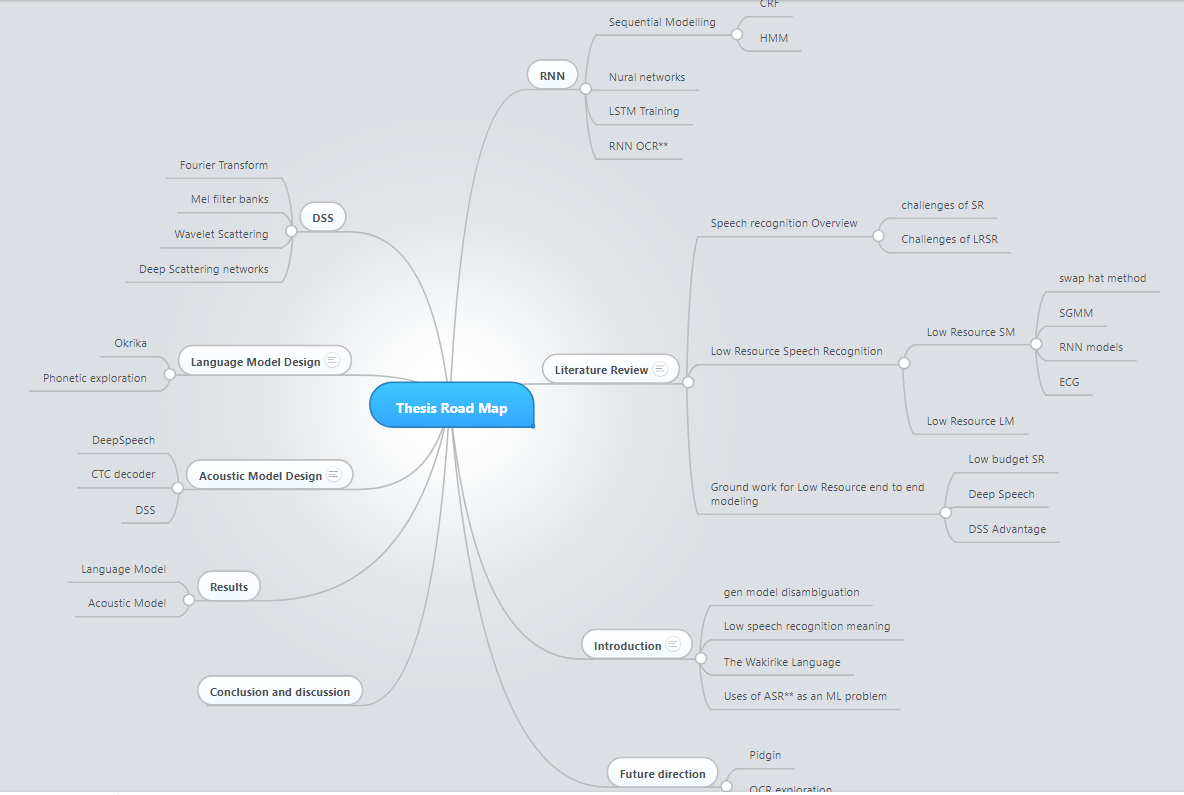 CRF
Sequential Modelling
HMM
RNN
Nural networks
LSTM Training
RNN OCR**
Fourier Transform
Mel filter banks
DSS
Wavelet Scattering
Deep Scattering networks
Speech recognition Overview
challenges of SR
Challenges of LRSR
Okrika
Language Model Design
Phonetic exploration
Thesis Road Map
Literature Review
Low Resource Speech Recognition
Low Resource SM
swap hat method
SGMM
RNN models
ECG
Low Resource LM
Ground work for Low Resource end to end
modeling
Low budget SR
Deep Speech
DSS Advantage
DeepSpeech
CTC decoder
Acoustic Model Design
DSS
Language Model
Results
Acoustic Model
Conclusion and discussion
Introduction
gen model disambiguation
Low speech recognition meaning
The Wakirike Language
Uses of ASR** as an ML problem
Future direction
Pidgin
OCR exploration